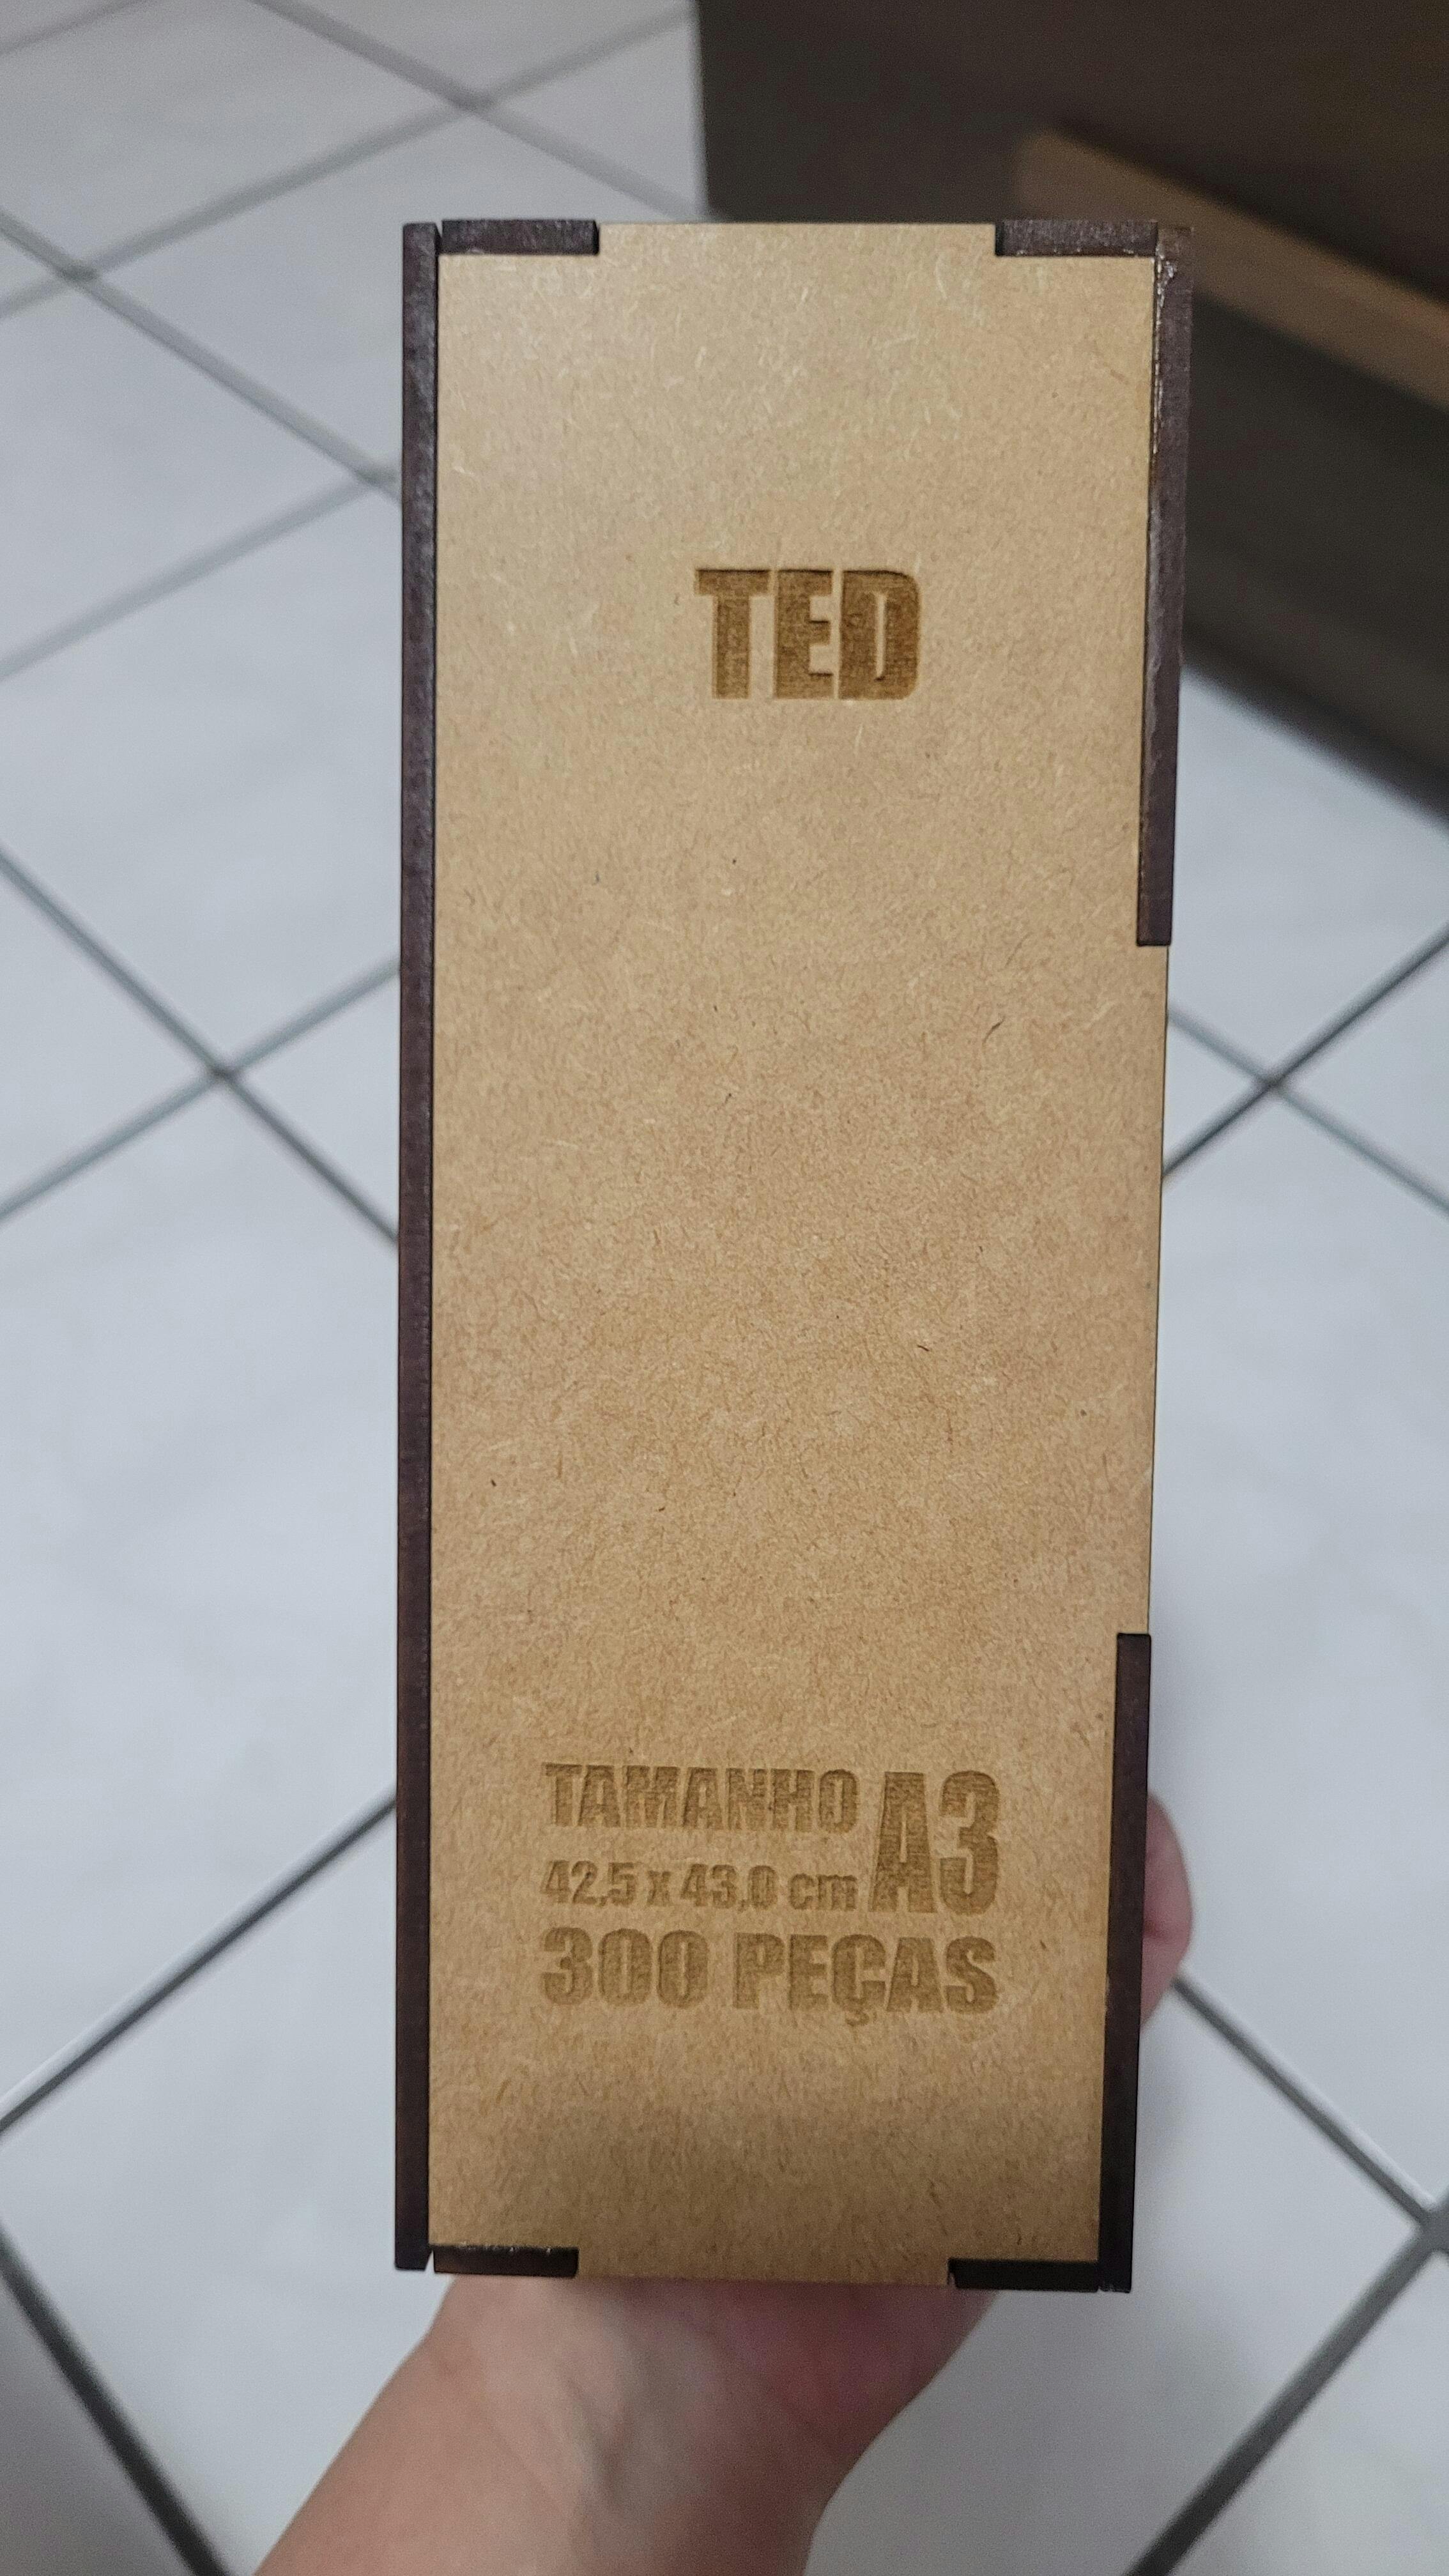 TED
TAMANHO A3
42,5 x 43,0 cm
300 PEÇAS